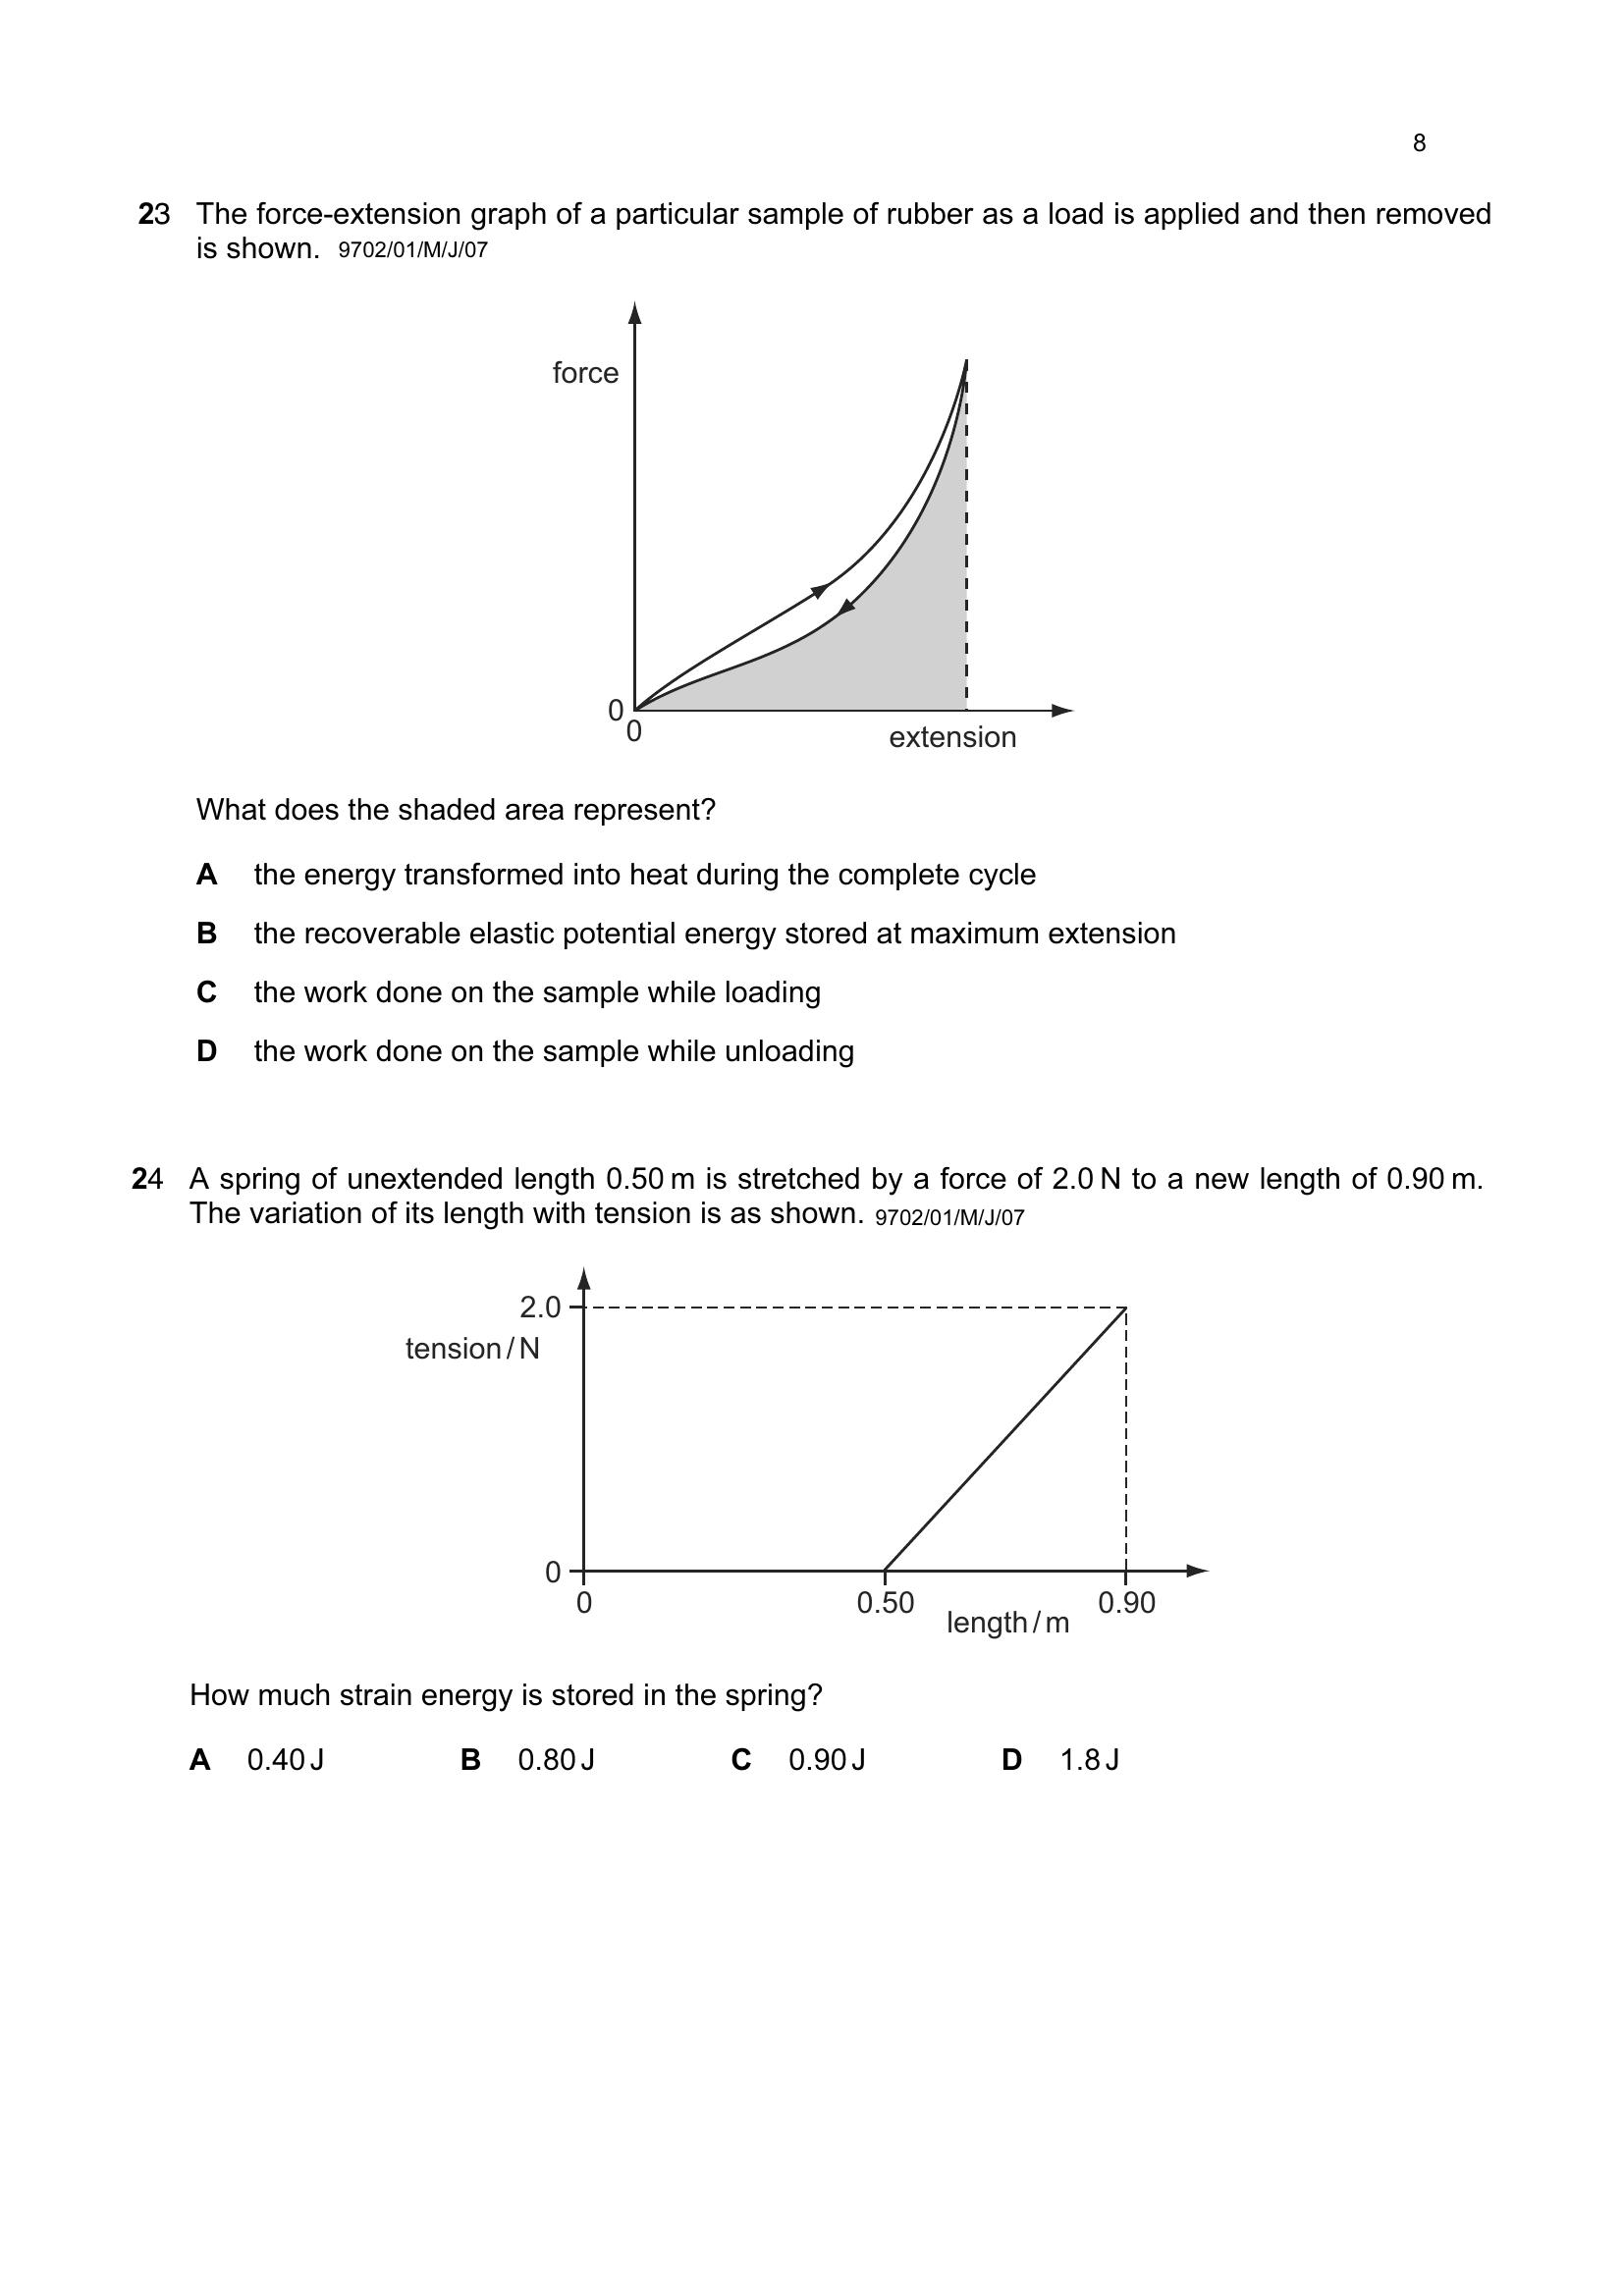 8
23 The force-extension graph of a particular sample of rubber as a load is applied and then removed
is shown. 9702/01/M/J/07
force
0
0
extension
What does the shaded area represent?
A the energy transformed into heat during the complete cycle
B the recoverable elastic potential energy stored at maximum extension
C the work done on the sample while loading
D the work done on the sample while unloading
24 A spring of unextended length 0.50 m is stretched by a force of 2.0 N to a new length of 0.90 m.
The variation of its length with tension is as shown. 9702/01/M/J/07
2.0
tension / N
0
0 0.50 0.90
length / m
How much strain energy is stored in the spring?
A 0.40 J B 0.80 J C 0.90 J D 1.8 J